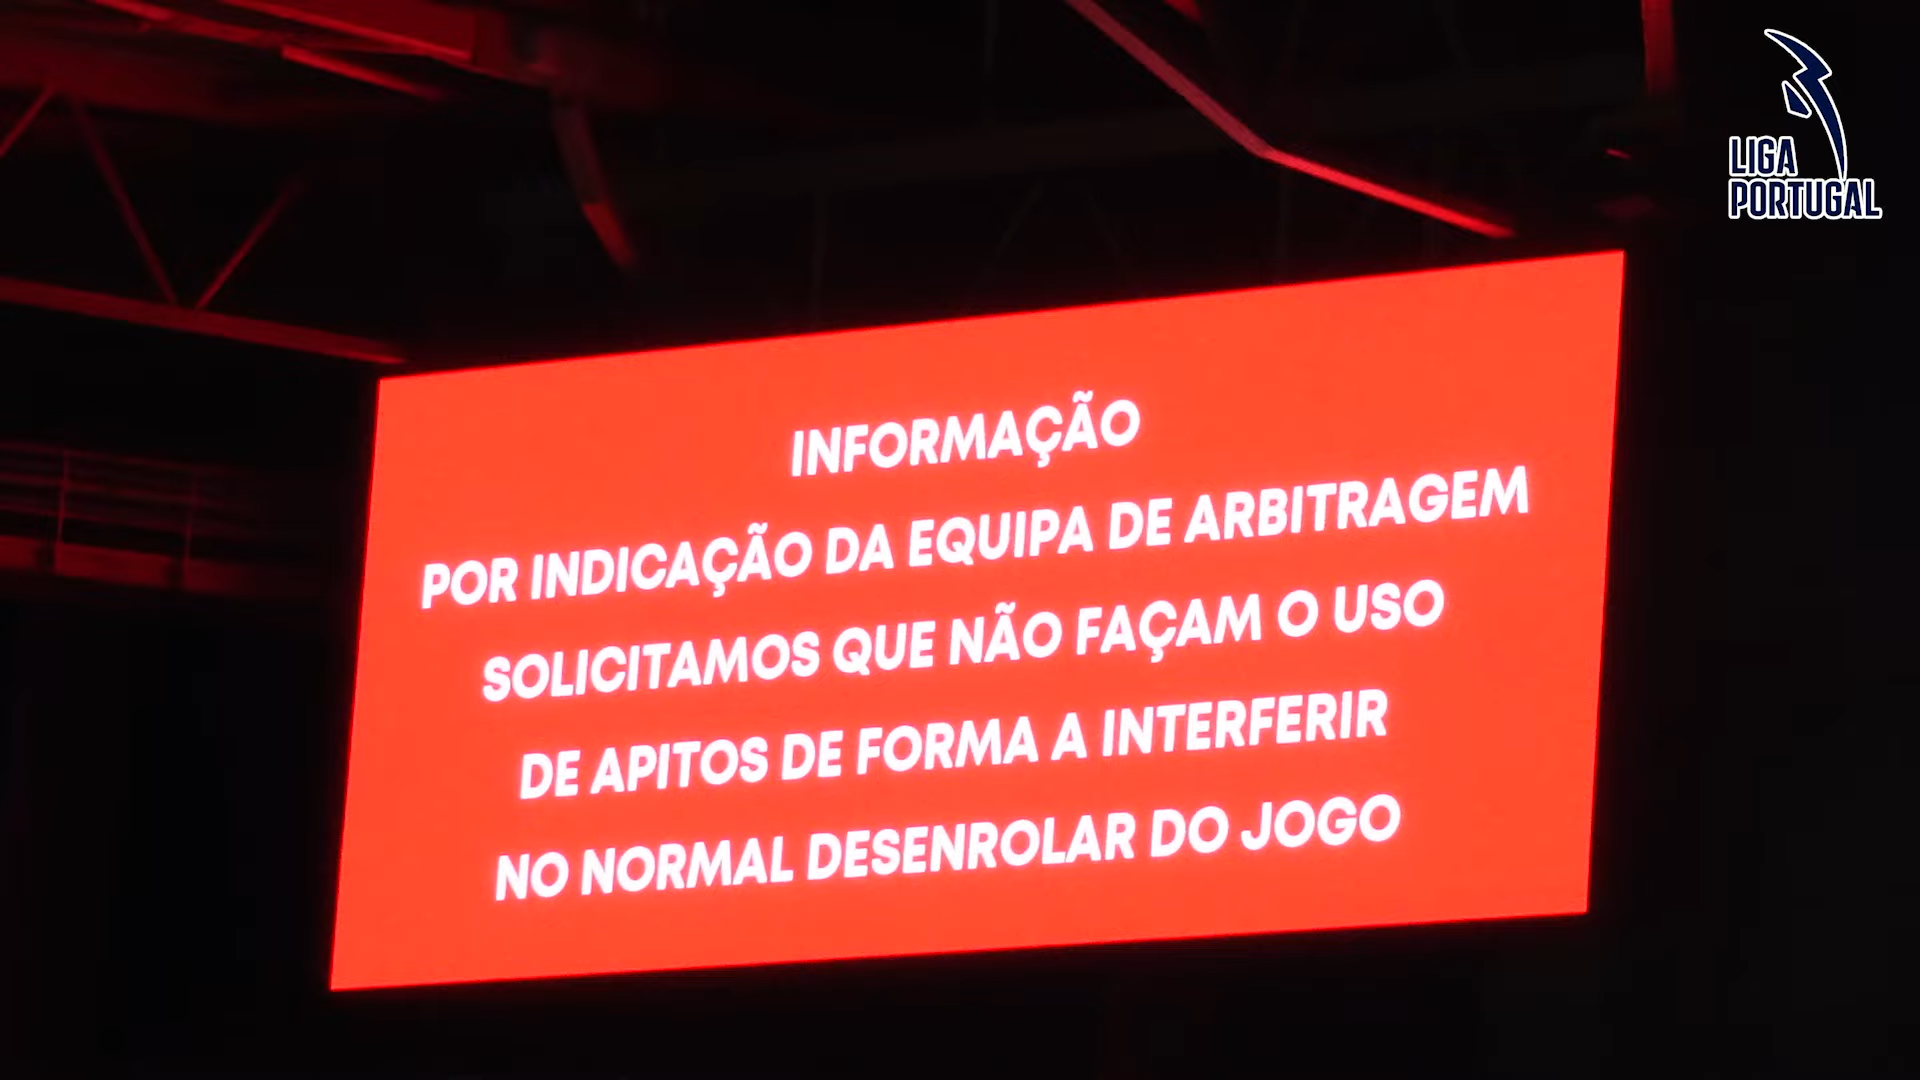 LIGA
PORTUGAL
INFORMAÇÃO
POR INDICAÇÃO DA EQUIPA DE ARBITRAGEM
SOLICITAMOS QUE NÃO FAÇAM O USO
DE APITOS DE FORMA A INTERFERIR
NO NORMAL DESENROLAR DO JOGO